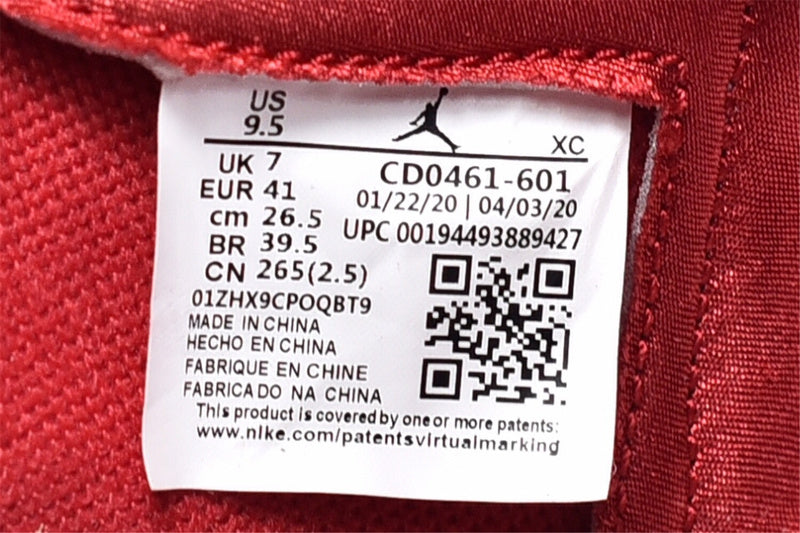 US
9.5
XC
UK 7
EUR 41
cm 26.5
BR 39.5
CN 265(2.5)
CD0461-601
01/22/20 | 04/03/20
UPC 00194493889427
01ZHX9CPOQBT9
MADE IN CHINA
HECHO EN CHINA
FABRIQUE EN CHINE
FABRICADO NA CHINA
This product is covered by one or more patents:
www.nike.com/patentsvirtualmarking